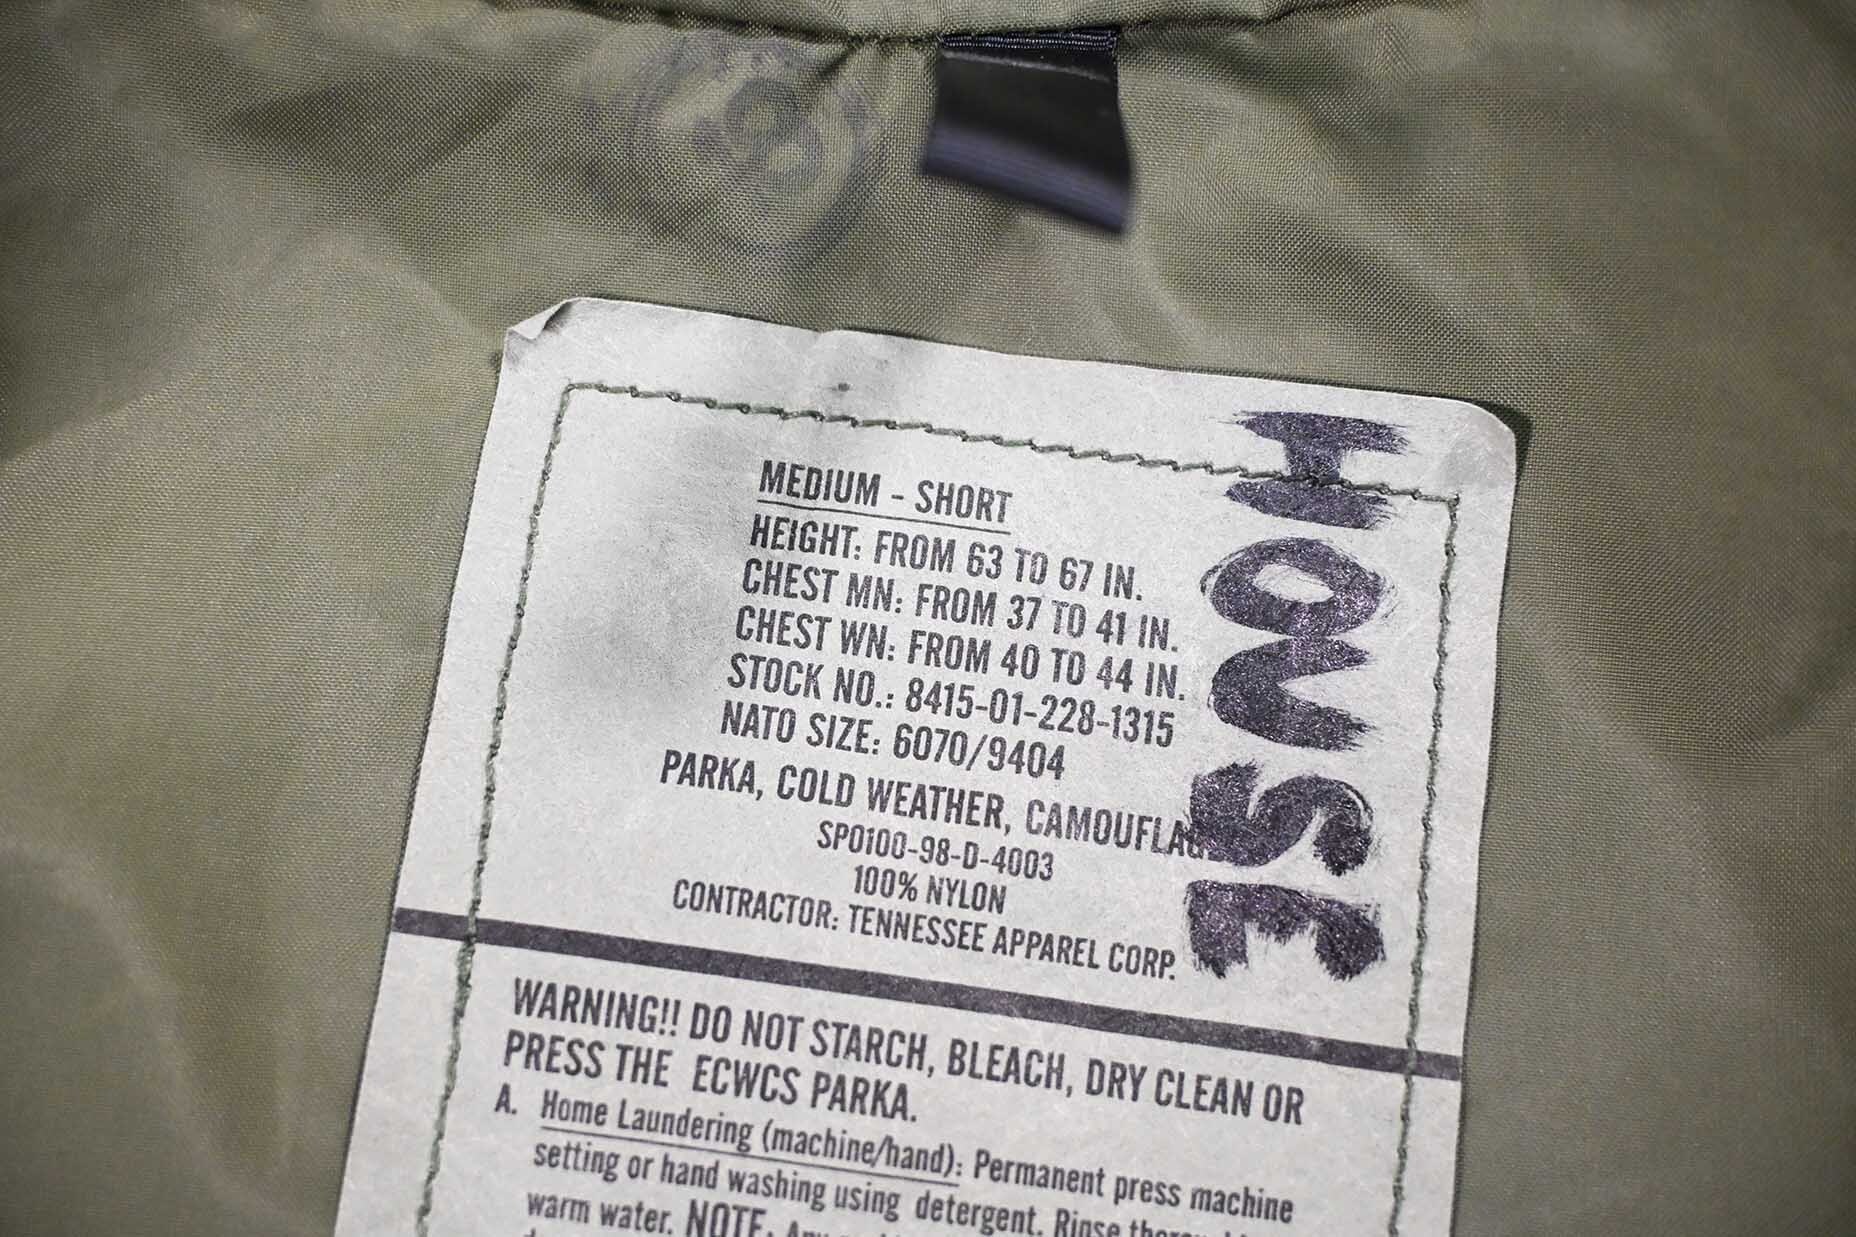 MEDIUM - SHORT
HEIGHT: FROM 63 TO 67 IN.
CHEST MN: FROM 37 TO 41 IN.
CHEST WN: FROM 40 TO 44 IN.
STOCK NO.: 8415-01-228-1315
NATO SIZE: 6070/9404
PARKA, COLD WEATHER, CAMOUFLAG
SPO100-98-D-4003
100% NYLON
CONTRACTOR: TENNESSEE APPAREL CORP.
HOWSE
WARNING!! DO NOT STARCH, BLEACH, DRY CLEAN OR
PRESS THE ECWCS PARKA.
A. Home Laundering (machine/hand): Permanent press machine
setting or hand washing using detergent. Rinse
warm water. NOTE. Any